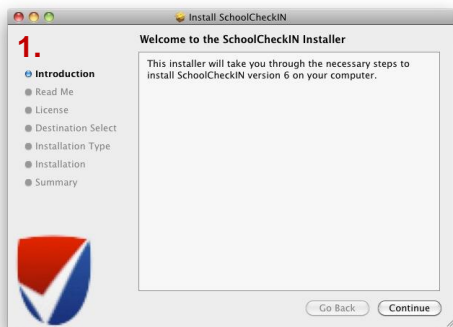 Install SchoolCheckIN
1.
Welcome to the SchoolCheckIN Installer
Introduction
Read Me
License
Destination Select
Installation Type
Installation
Summary
This installer will take you through the necessary steps to
install SchoolCheckIN version 6 on your computer.
Go Back
Continue